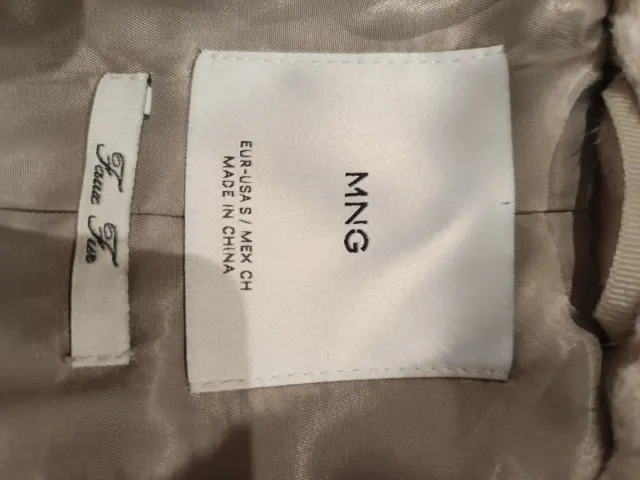 MNG
EUR-USA S / MEX CH
MADE IN CHINA
Faux Fur